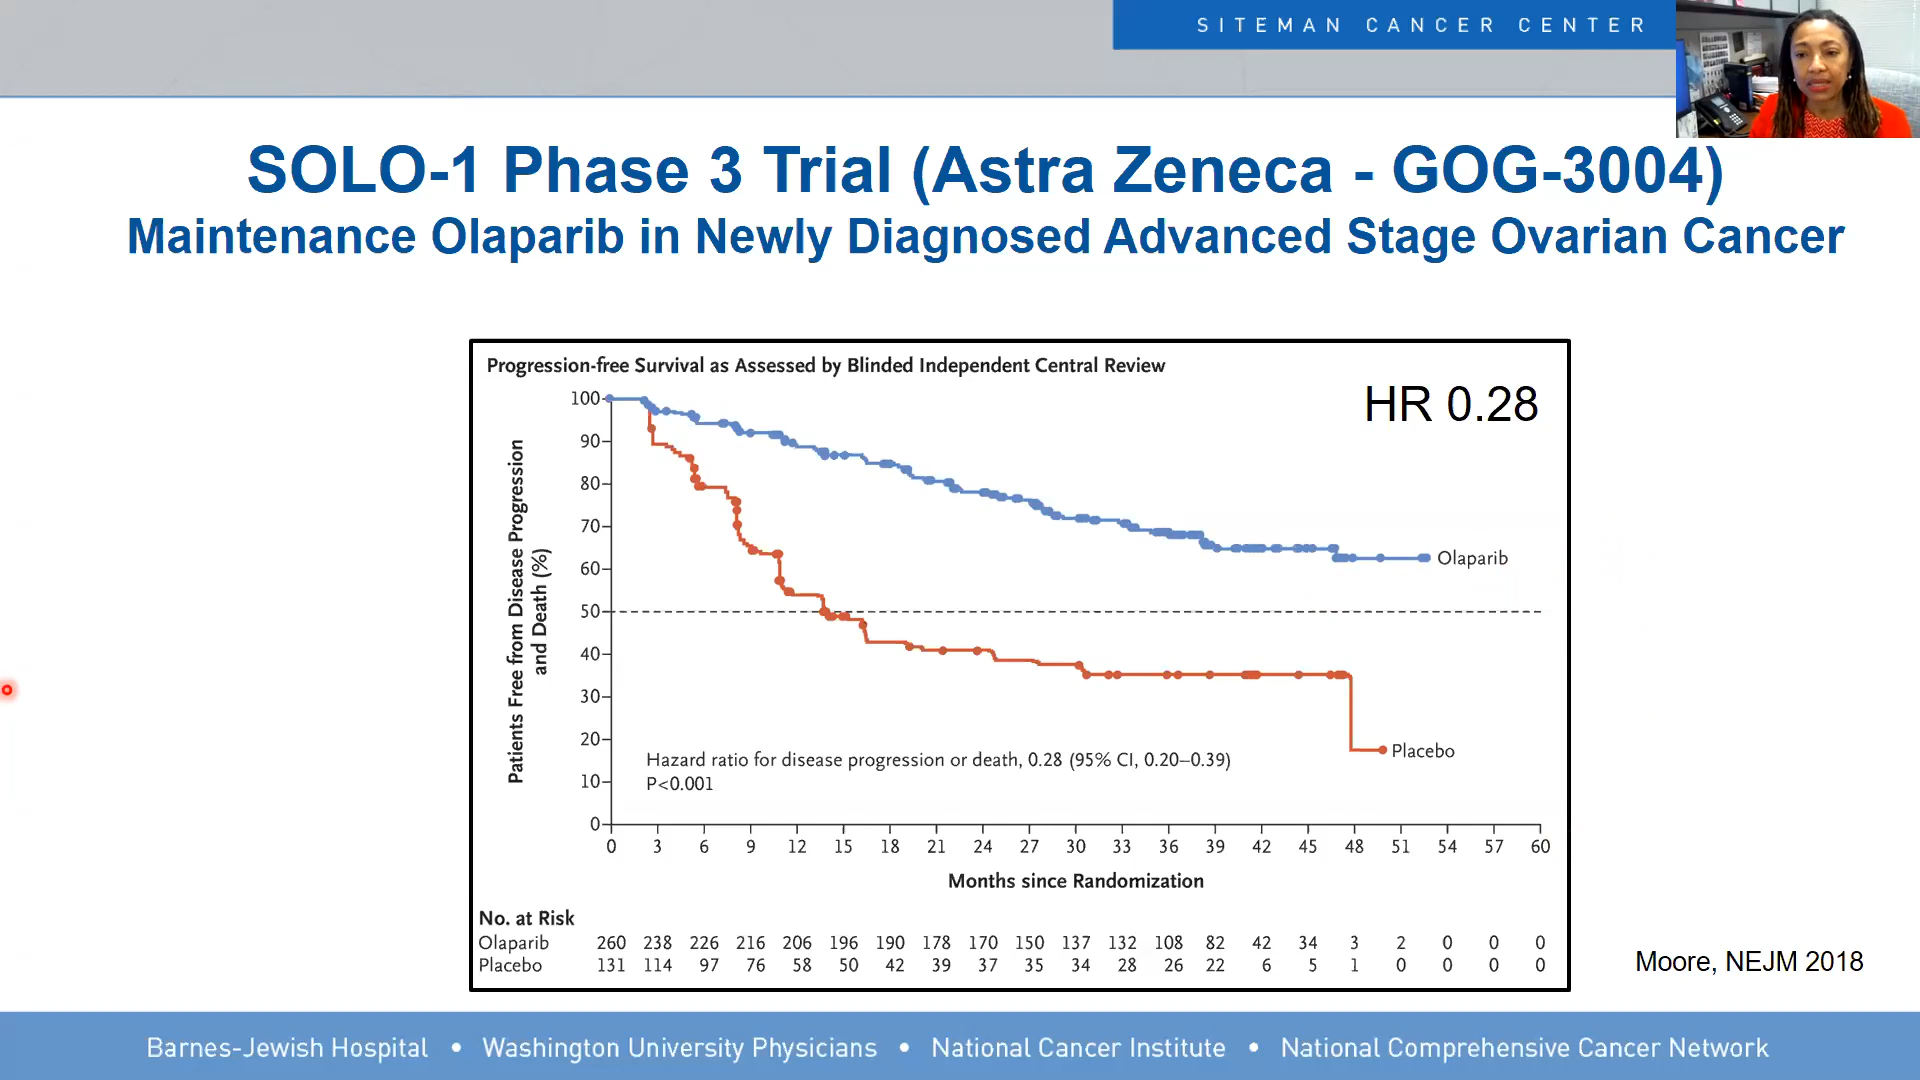 SITEMAN CANCER CENTER
SOLO-1 Phase 3 Trial (Astra Zeneca - GOG-3004)
Maintenance Olaparib in Newly Diagnosed Advanced Stage Ovarian Cancer
Progression-free Survival as Assessed by Blinded Independent Central Review
HR 0.28
Patients Free from Disease Progression
and Death (%)
100
90
80
70
60
50
40
30
20
10
0
Olaparib
Placebo
Hazard ratio for disease progression or death, 0.28 (95% CI, 0.20–0.39)
P<0.001
0 3 6 9 12 15 18 21 24 27 30 33 36 39 42 45 48 51 54 57 60
Months since Randomization
No. at Risk
Olaparib 260 238 226 216 206 196 190 178 170 150 137 132 108 82 42 34 3 2 0 0 0
Placebo 131 114 97 76 58 50 42 39 37 35 34 28 26 22 6 5 1 0 0 0 0
Moore, NEJM 2018
Barnes-Jewish Hospital • Washington University Physicians • National Cancer Institute • National Comprehensive Cancer Network